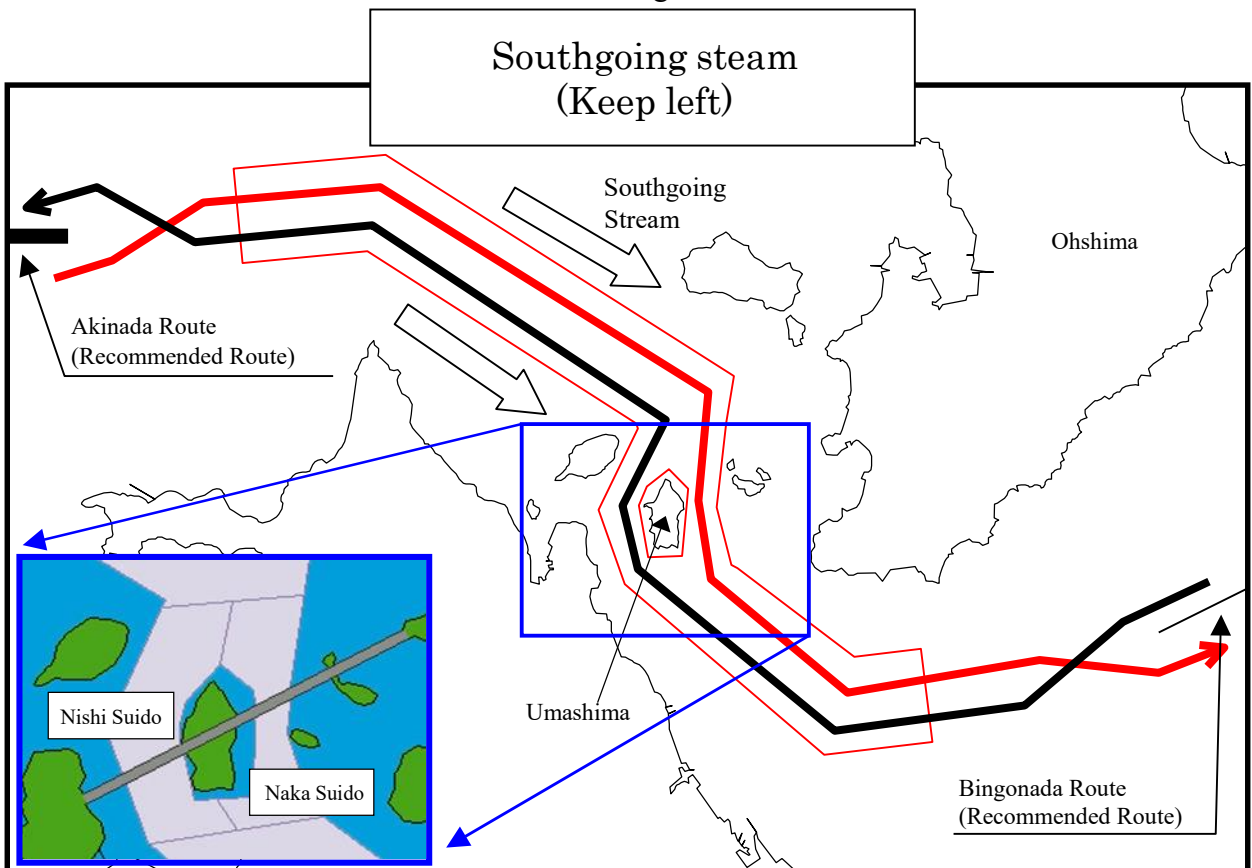 Southgoing steam
(Keep left)
Southgoing
Stream
Ohshima
Akinada Route
(Recommended Route)
Nishi Suido
Umashima
Naka Suido
Bingonada Route
(Recommended Route)